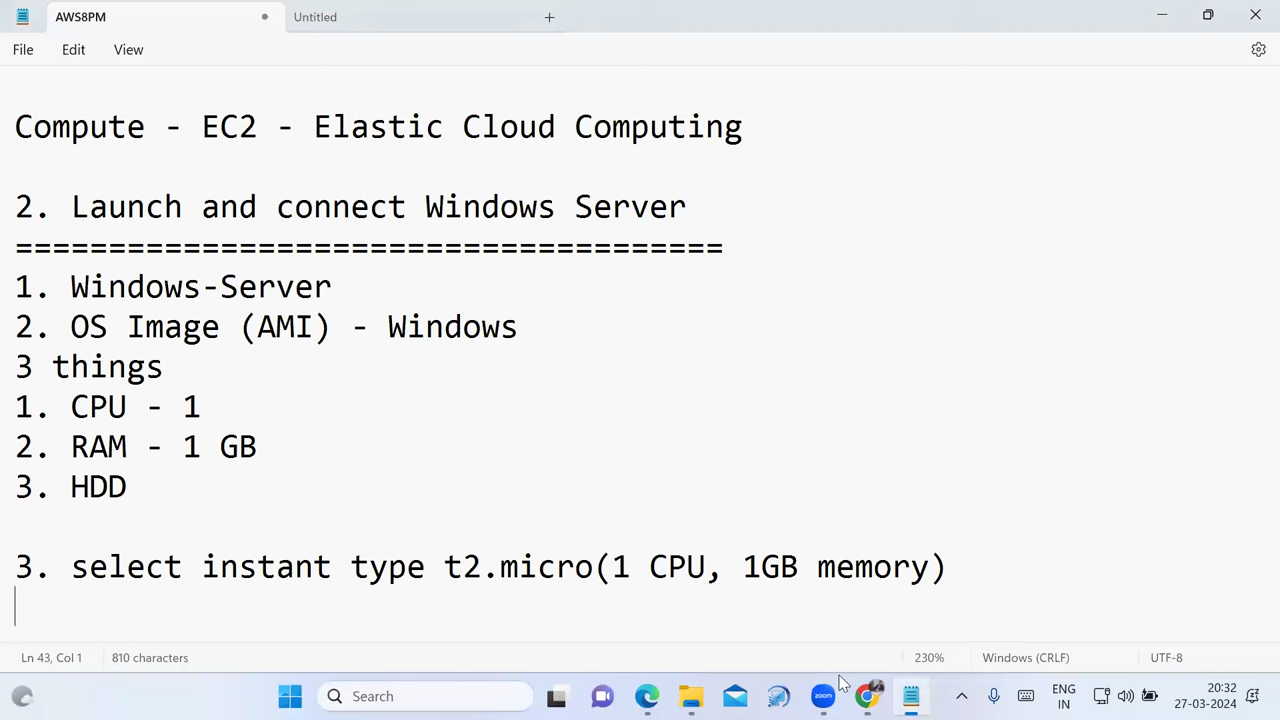 AWS8PM
Untitled
File Edit View
Compute - EC2 - Elastic Cloud Computing
2. Launch and connect Windows Server
======================================
1. Windows-Server
2. OS Image (AMI) - Windows
3 things
1. CPU - 1
2. RAM - 1 GB
3. HDD
3. select instant type t2.micro(1 CPU, 1GB memory)
Ln 43, Col 1 810 characters 230% Windows (CRLF) UTF-8
Search
zoom
ENG
IN
20:32
27-03-2024